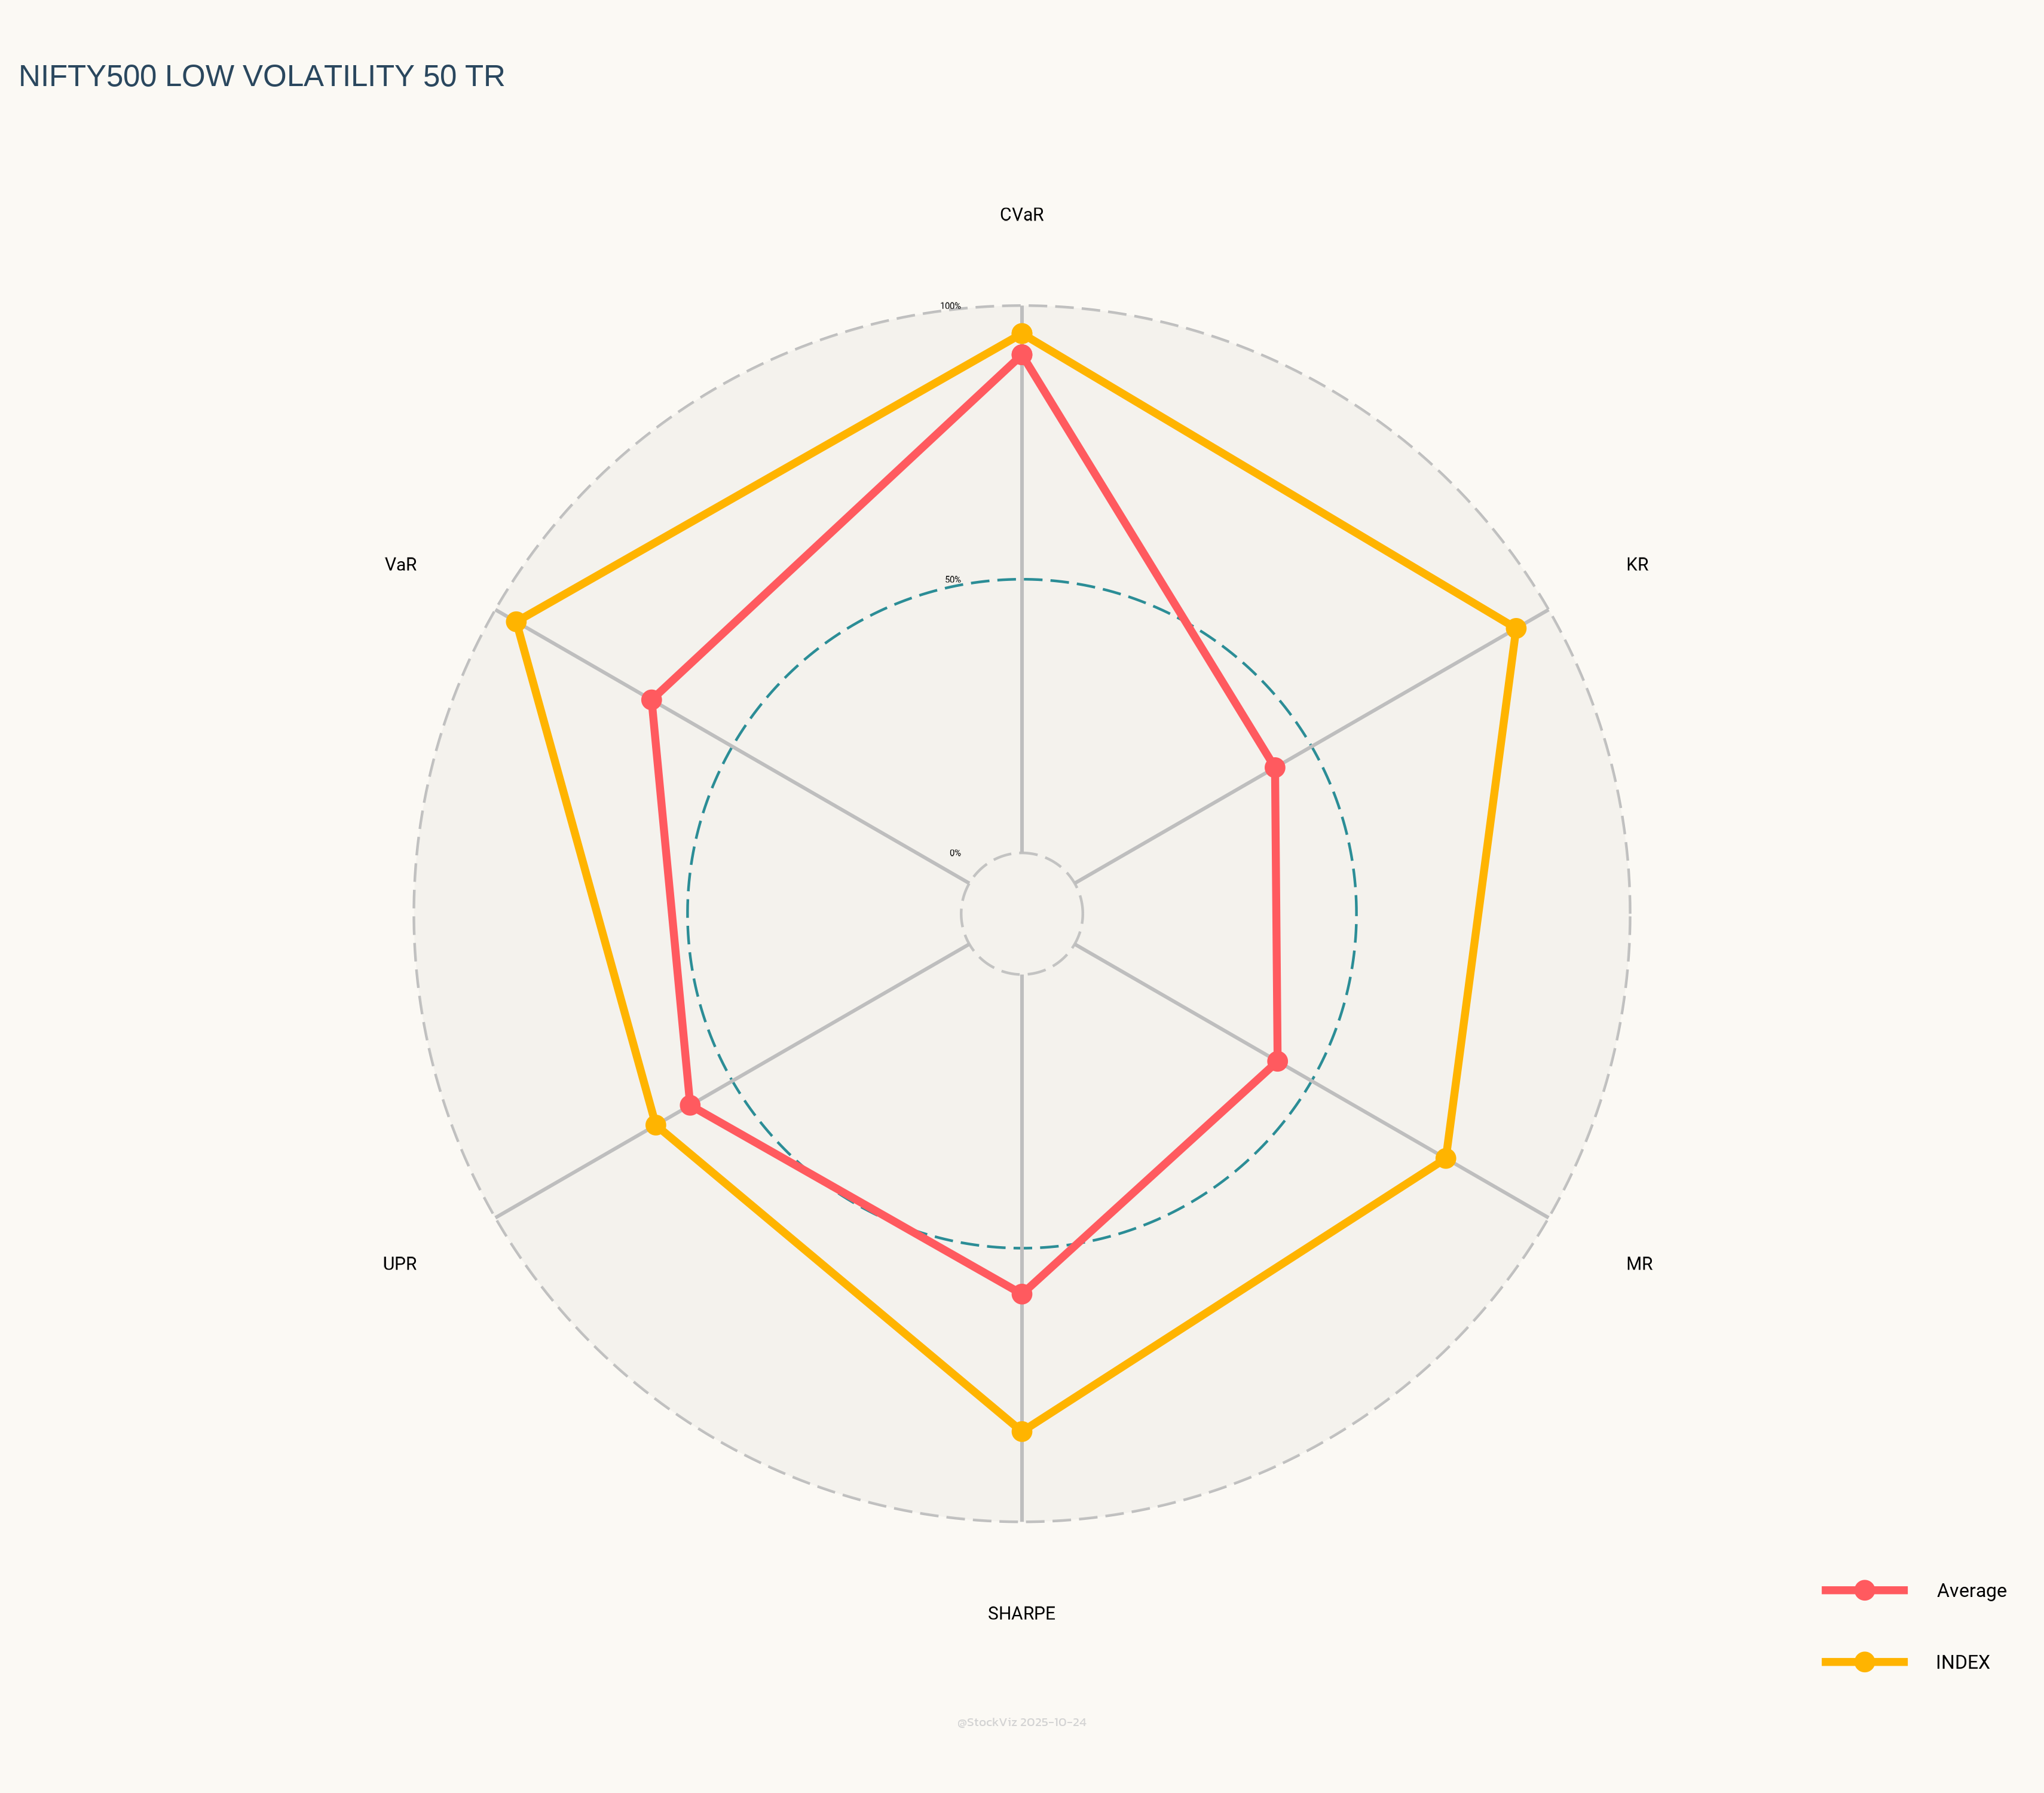 NIFTY500 LOW VOLATILITY 50 TR
CVaR
100%
VaR
KR
50%
0%
UPR
MR
SHARPE
Average
INDEX
@StockViz 2025-10-24